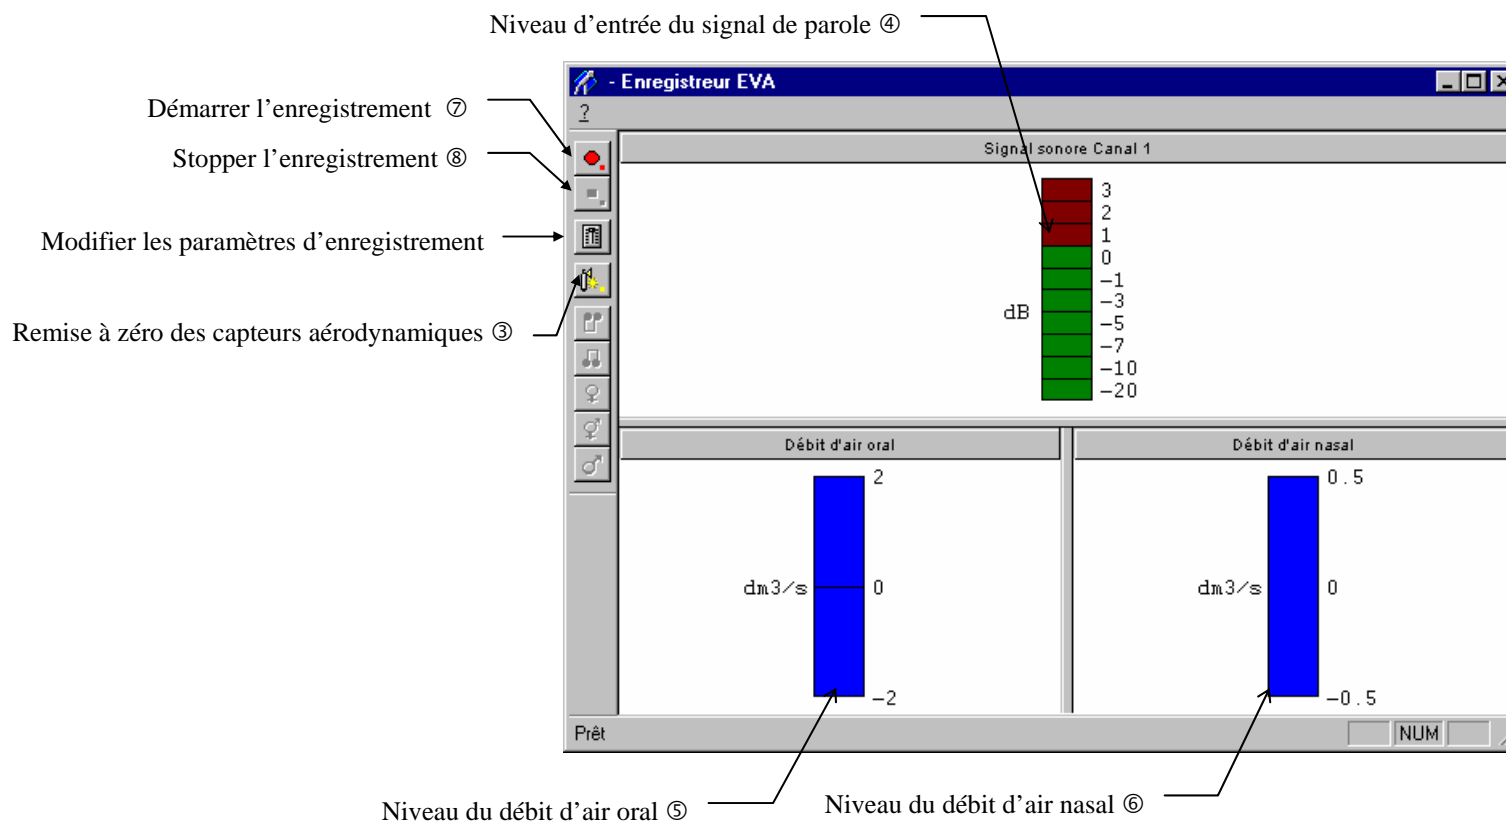 Niveau d’entrée du signal de parole ④
- Enregistreur EVA
?
Démarrer l’enregistrement ⑦
Stopper l’enregistrement ⑧
Modifier les paramètres d’enregistrement
Remise à zéro des capteurs aérodynamiques ③
Signal sonore Canal 1
3
2
1
0
−1
−3
dB
−5
−7
−10
−20
Débit d'air oral
2
dm3/s
0
−2
Débit d'air nasal
0.5
dm3/s
0
−0.5
Prêt
NUM
Niveau du débit d’air oral ⑤
Niveau du débit d’air nasal ⑥